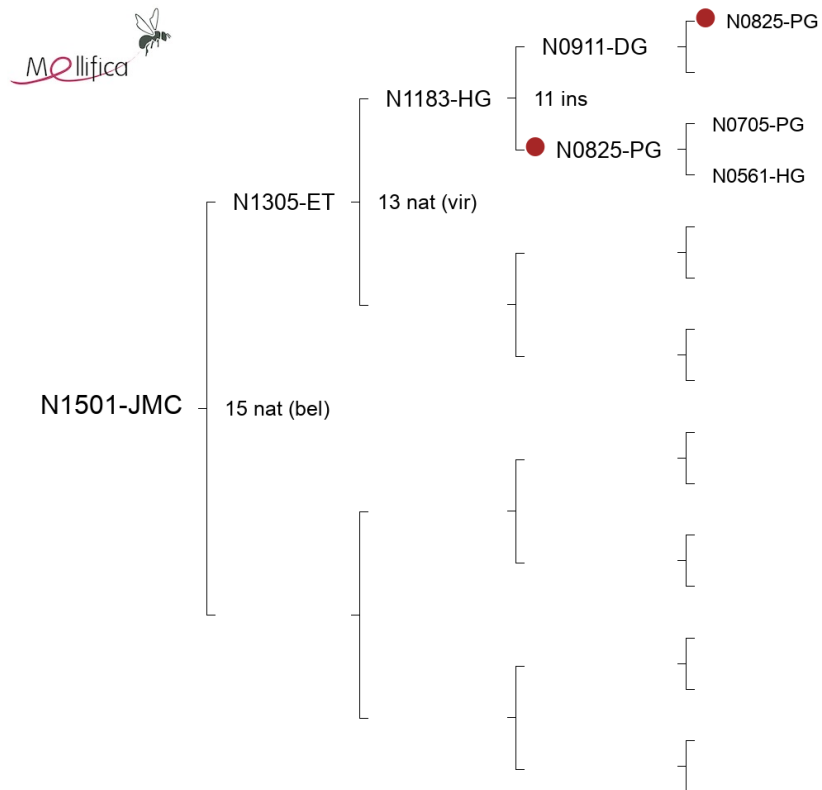 Mellifica
N0825-PG
N0911-DG
N1183-HG
11 ins
N0705-PG
N0825-PG
N0561-HG
N1305-ET
13 nat (vir)
N1501-JMC
15 nat (bel)